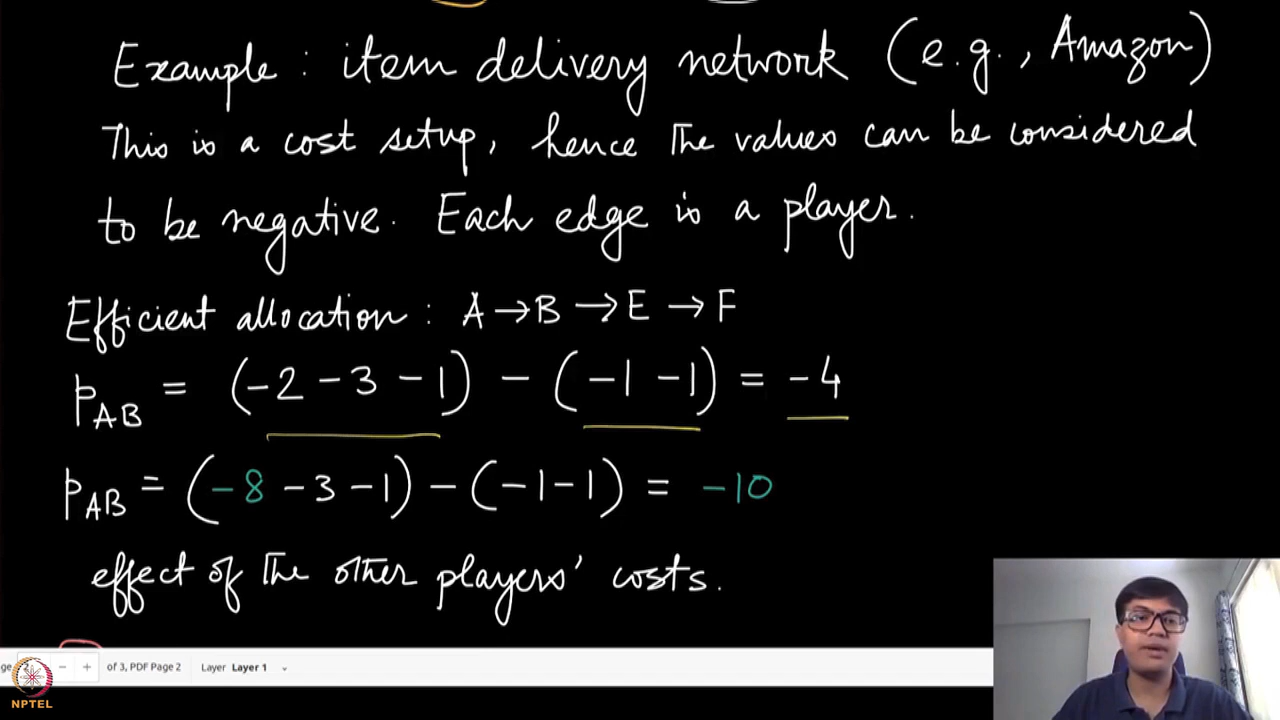 Example : item delivery network (e.g., Amazon)
This is a cost setup, hence the values can be considered
to be negative. Each edge is a player.
Efficient allocation : A → B → E → F
PAB = (-2 -3 -1) - (-1 -1) = -4
PAB = (-8 -3 -1) - (-1 -1) = -10
effect of the other players' costs.
of 3, PDF Page 2 Layer Layer 1
NPTEL